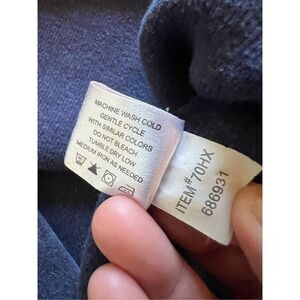 MACHINE WASH COLD
GENTLE CYCLE
WITH SIMILAR COLORS
DO NOT BLEACH
TUMBLE DRY LOW
MEDIUM IRON AS NEEDED
ITEM #70HX
686931